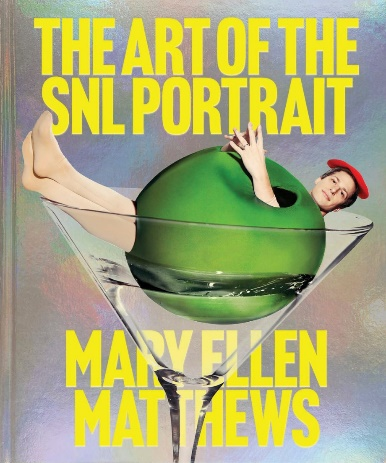 THE ART OF THE
SNL PORTRAIT
MARY ELLEN
MATTHEWS